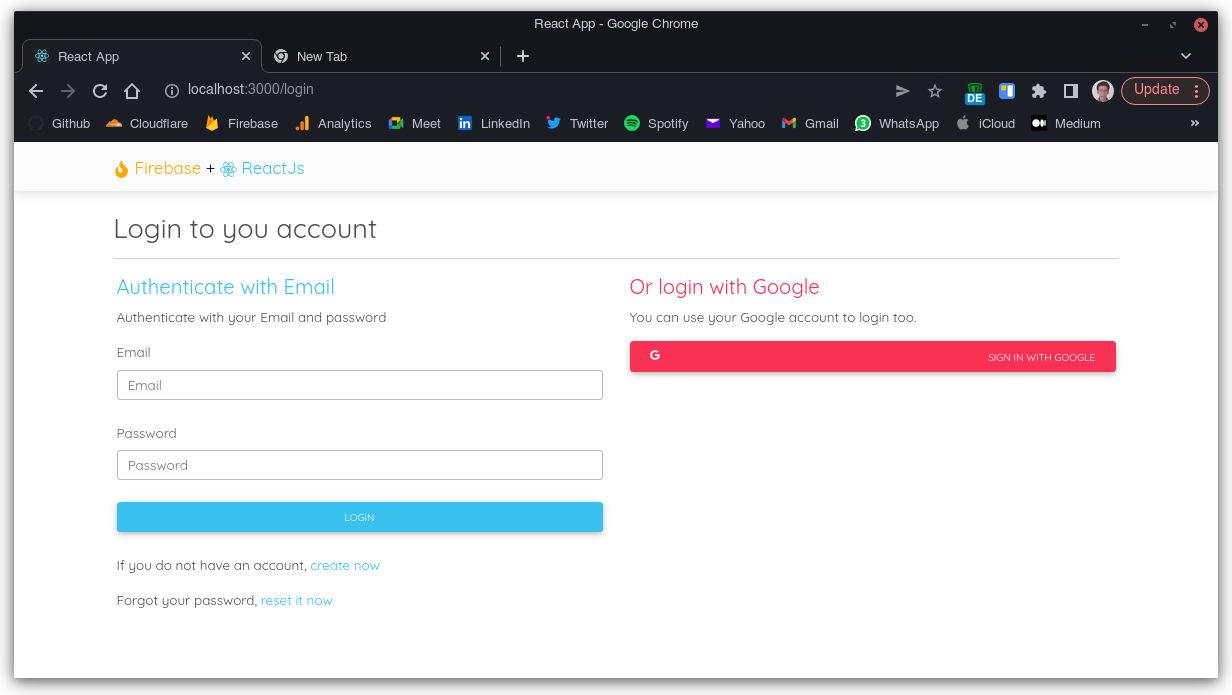 React App - Google Chrome
React App New Tab
localhost:3000/login DE Update
Github Cloudflare Firebase Analytics Meet LinkedIn Twitter Spotify Yahoo Gmail 3 WhatsApp iCloud Medium »
Firebase + ReactJs
Login to you account
Authenticate with Email
Authenticate with your Email and password
Email
Email
Password
Password
LOGIN
If you do not have an account, create now
Forgot your password, reset it now
Or login with Google
You can use your Google account to login too.
G SIGN IN WITH GOOGLE